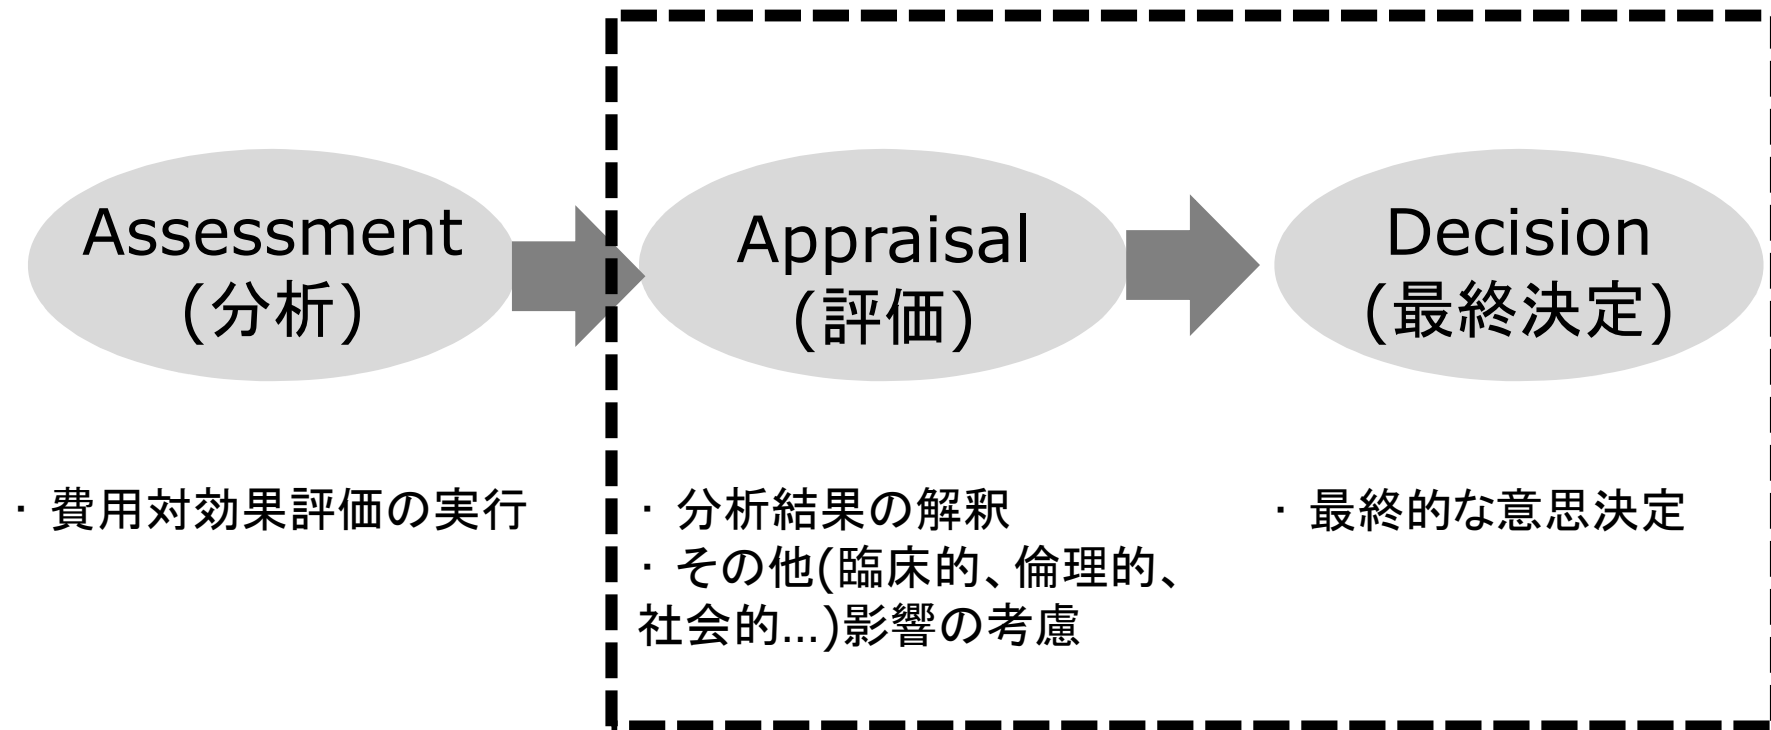 Assessment
(分析)
Appraisal
(評価)
Decision
(最終決定)
· 費用対効果評価の実行
· 分析結果の解釈
· その他(臨床的、倫理的、
社会的...)影響の考慮
· 最終的な意思決定